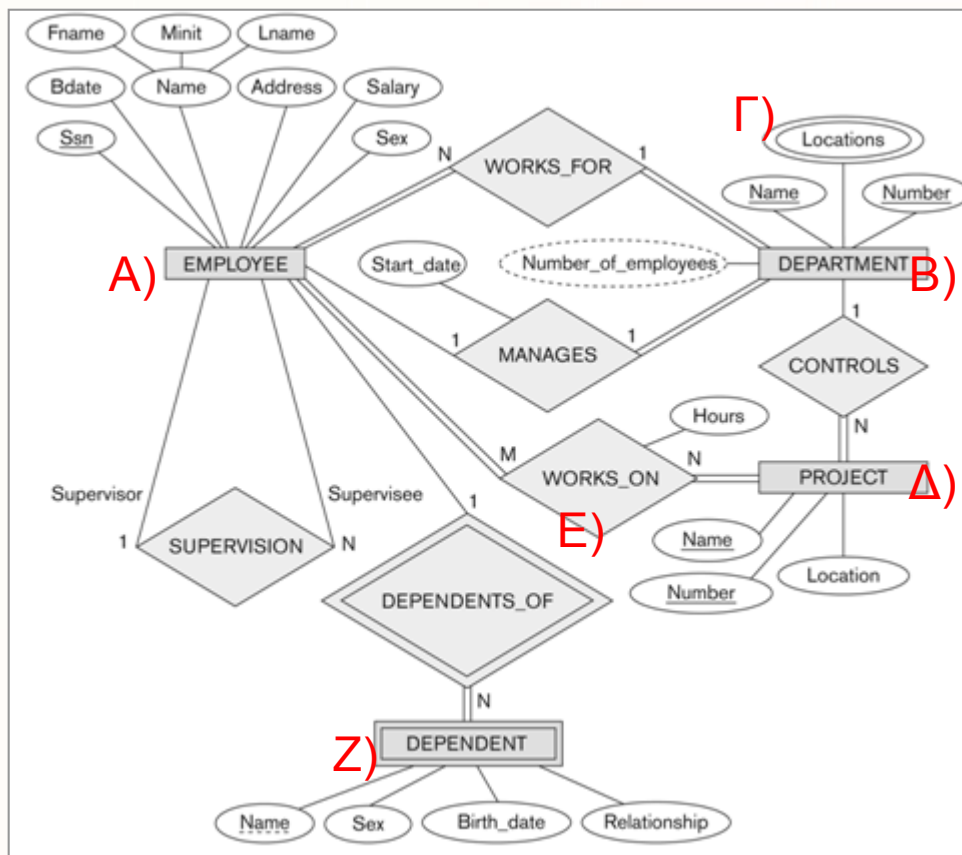 Fname Minit Lname
Bdate Name Address Salary
Ssn Sex
N WORKS_FOR 1
Γ) Locations
Name Number
Α) EMPLOYEE
Start_date
Number_of_employees
DEPARTMENT Β)
1 MANAGES 1
1
CONTROLS
N
Hours
M WORKS_ON N
Ε)
PROJECT Δ)
Name
Number
Location
Supervisor Supervisee
1 SUPERVISION N
1
DEPENDENTS_OF
N
Ζ) DEPENDENT
Name Sex Birth_date Relationship